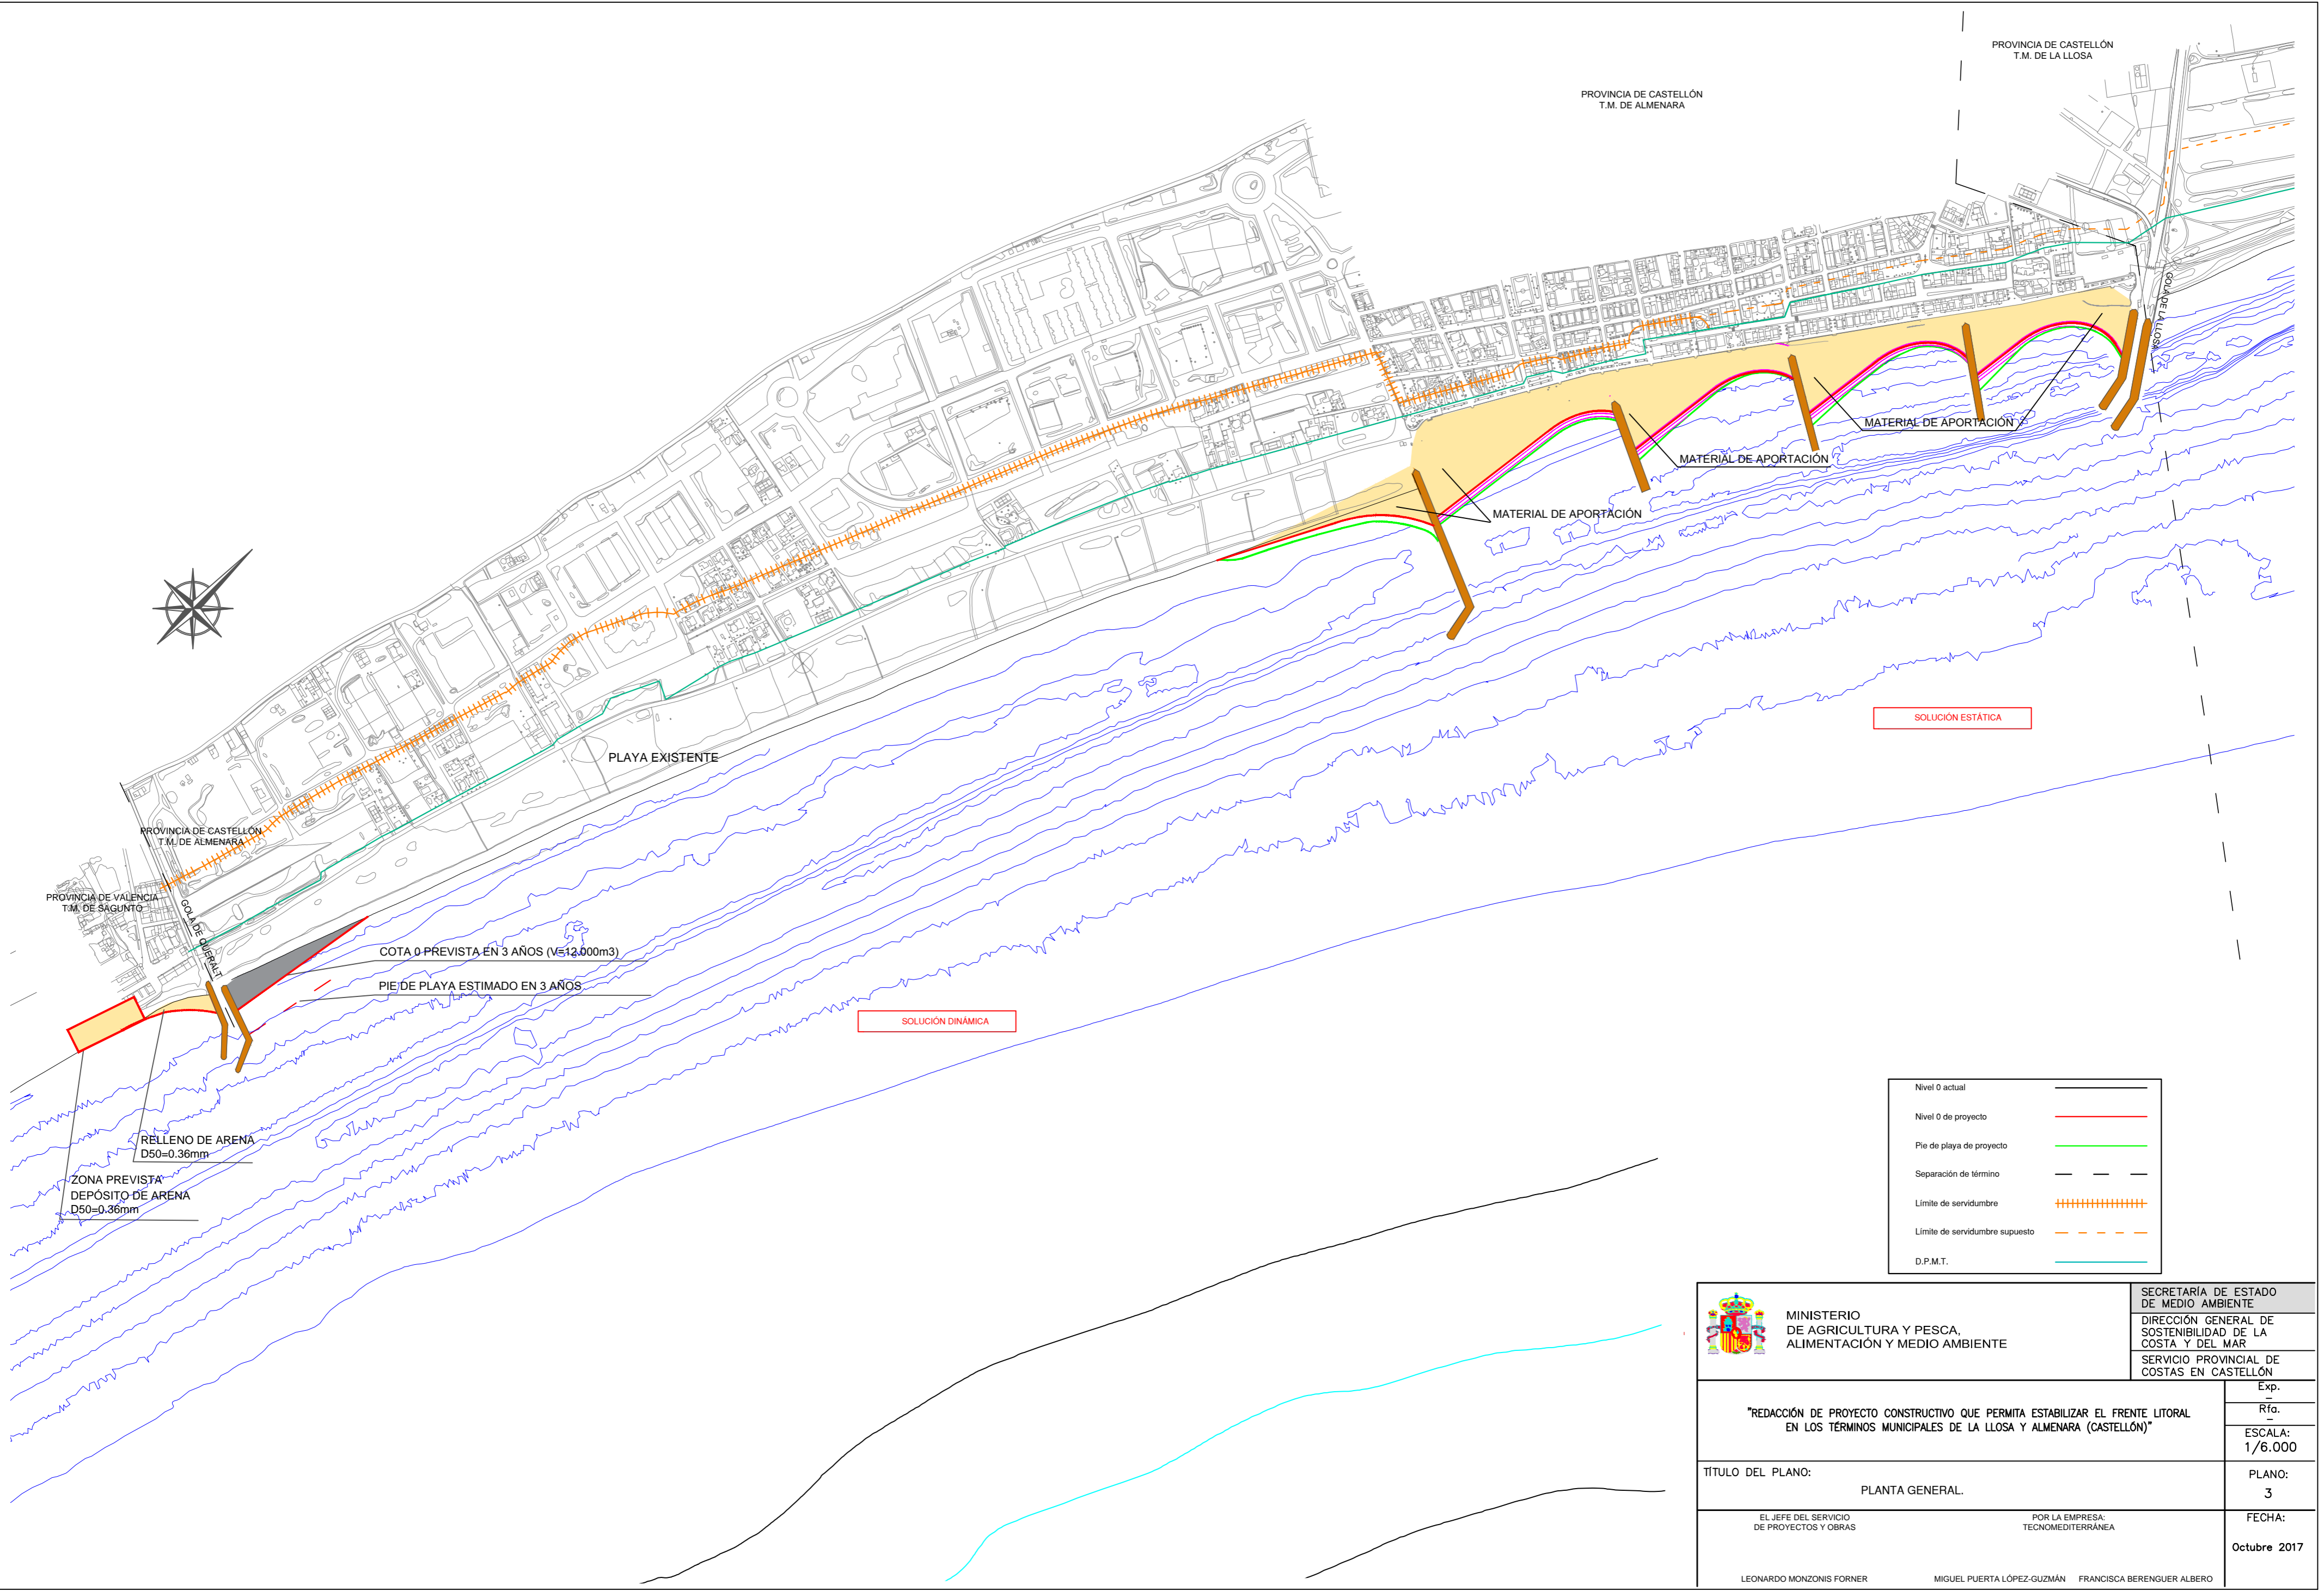 PROVINCIA DE CASTELLÓN
T.M. DE LA LLOSA
PROVINCIA DE CASTELLÓN
T.M. DE ALMENARA
GOLA DE LA LLOSA
MATERIAL DE APORTACIÓN
MATERIAL DE APORTACIÓN
MATERIAL DE APORTACIÓN
SOLUCIÓN ESTÁTICA
PLAYA EXISTENTE
PROVINCIA DE CASTELLÓN
T.M. DE ALMENARA
PROVINCIA DE VALENCIA
T.M. DE SAGUNTO
GOLA DE QUERALT
COTA 0 PREVISTA EN 3 AÑOS (V=12.000m3)
PIE DE PLAYA ESTIMADO EN 3 AÑOS
SOLUCIÓN DINÁMICA
RELLENO DE ARENA
D50=0.36mm
ZONA PREVISTA
DEPÓSITO DE ARENA
D50=0.36mm
Nivel 0 actual
Nivel 0 de proyecto
Pie de playa de proyecto
Separación de término
Límite de servidumbre
Límite de servidumbre supuesto
D.P.M.T.
MINISTERIO
DE AGRICULTURA Y PESCA,
ALIMENTACIÓN Y MEDIO AMBIENTE
SECRETARÍA DE ESTADO
DE MEDIO AMBIENTE
DIRECCIÓN GENERAL DE
SOSTENIBILIDAD DE LA
COSTA Y DEL MAR
SERVICIO PROVINCIAL DE
COSTAS EN CASTELLÓN
"REDACCIÓN DE PROYECTO CONSTRUCTIVO QUE PERMITA ESTABILIZAR EL FRENTE LITORAL
EN LOS TÉRMINOS MUNICIPALES DE LA LLOSA Y ALMENARA (CASTELLÓN)"
Exp.
–
Rfa.
–
ESCALA:
1/6.000
TÍTULO DEL PLANO:
PLANTA GENERAL.
PLANO:
3
EL JEFE DEL SERVICIO
DE PROYECTOS Y OBRAS
POR LA EMPRESA:
TECNOMEDITERRÁNEA
FECHA:
Octubre 2017
LEONARDO MONZONIS FORNER
MIGUEL PUERTA LÓPEZ-GUZMÁN FRANCISCA BERENGUER ALBERO